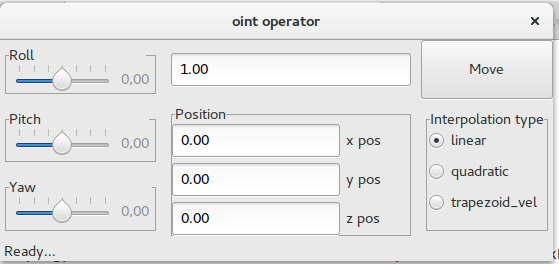 oint operator
Roll
0,00
1.00
Move
Pitch
0,00
Position
0.00 x pos
0.00 y pos
0.00 z pos
Interpolation type
linear
quadratic
trapezoid_vel
Yaw
0,00
Ready...